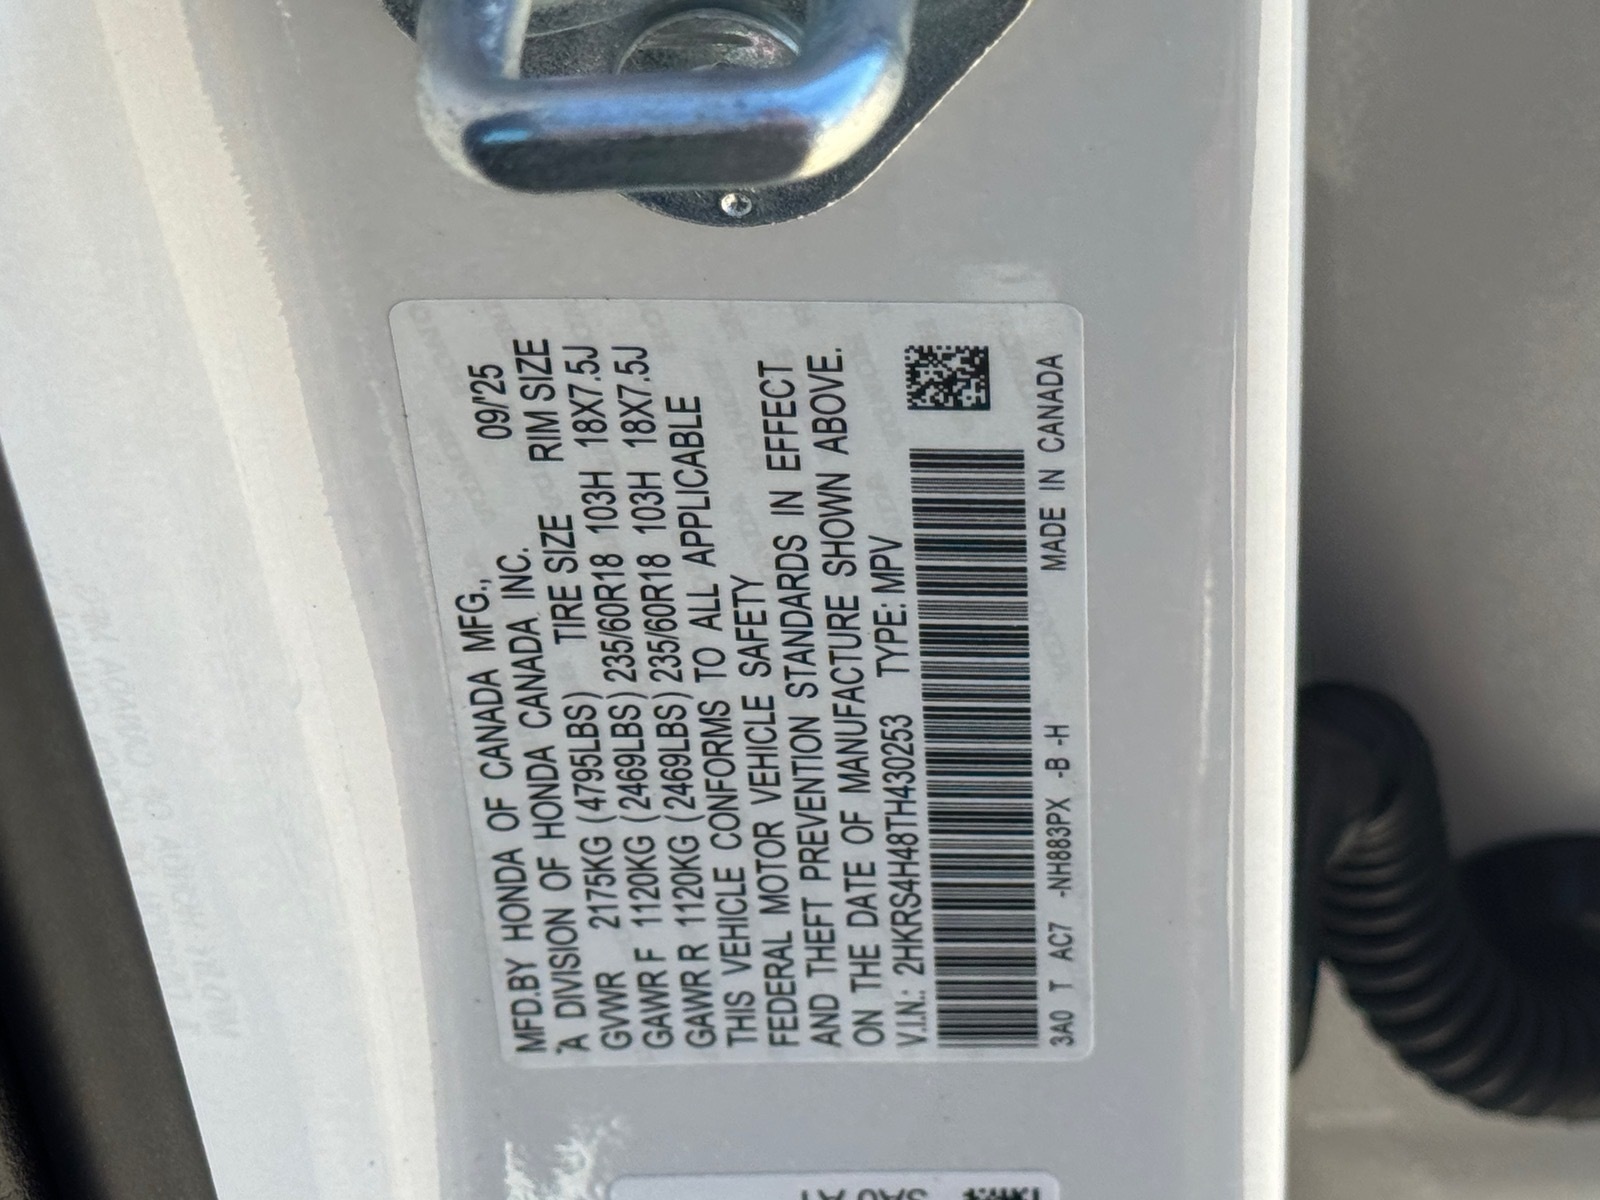 MFD.BY HONDA OF CANADA MFG., 09/'25
A DIVISION OF HONDA CANADA INC.
TIRE SIZE RIM SIZE
GVWR 2175KG (4795LBS)
GAWR F 1120KG (2469LBS) 235/60R18 103H 18X7.5J
GAWR R 1120KG (2469LBS) 235/60R18 103H 18X7.5J
THIS VEHICLE CONFORMS TO ALL APPLICABLE
FEDERAL MOTOR VEHICLE SAFETY
AND THEFT PREVENTION STANDARDS IN EFFECT
ON THE DATE OF MANUFACTURE SHOWN ABOVE.
V.I.N.: 2HKRS4H48TH430253 TYPE: MPV
3A0 T AC7 -NH883PX -B -H MADE IN CANADA